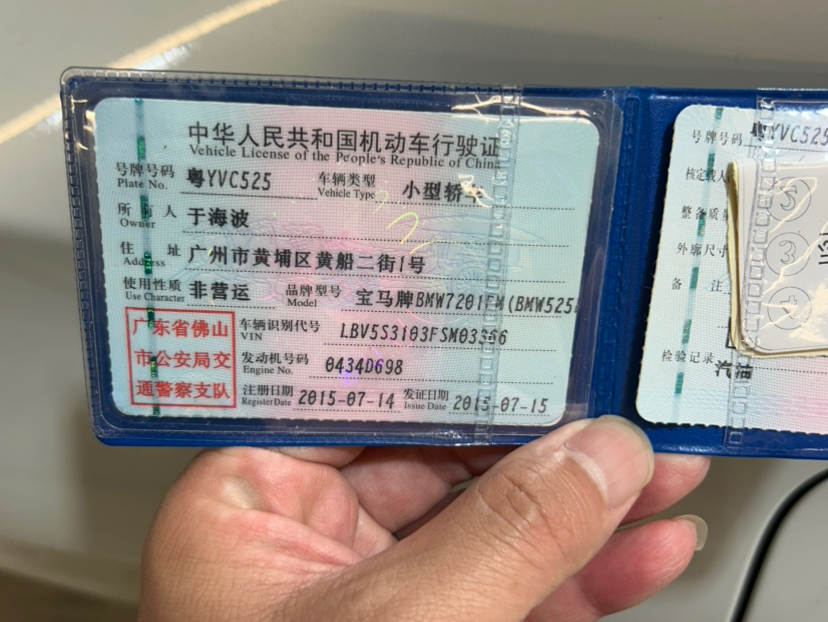 中华人民共和国机动车行驶证
Vehicle License of the People's Republic of China
号牌号码 粤YVC525 车辆类型 小型轿车
Plate No. Vehicle Type
所有人 于海波
Owner
住址 广州市黄埔区黄船二街1号
Address
使用性质 非营运 品牌型号 宝马牌BMW7201FM(BMW525
Use Character Model
广东省佛山
市公安局交
通警察支队
车辆识别代号 LBV5S3103FSM03366
VIN
发动机号码 0434D698
Engine No.
注册日期 2015-07-14 发证日期 2015-07-15
Register Date Issue Date
号牌号码 粤YVC525
核定载人
整备质
外廓尺寸
备注
检验记录
汽油